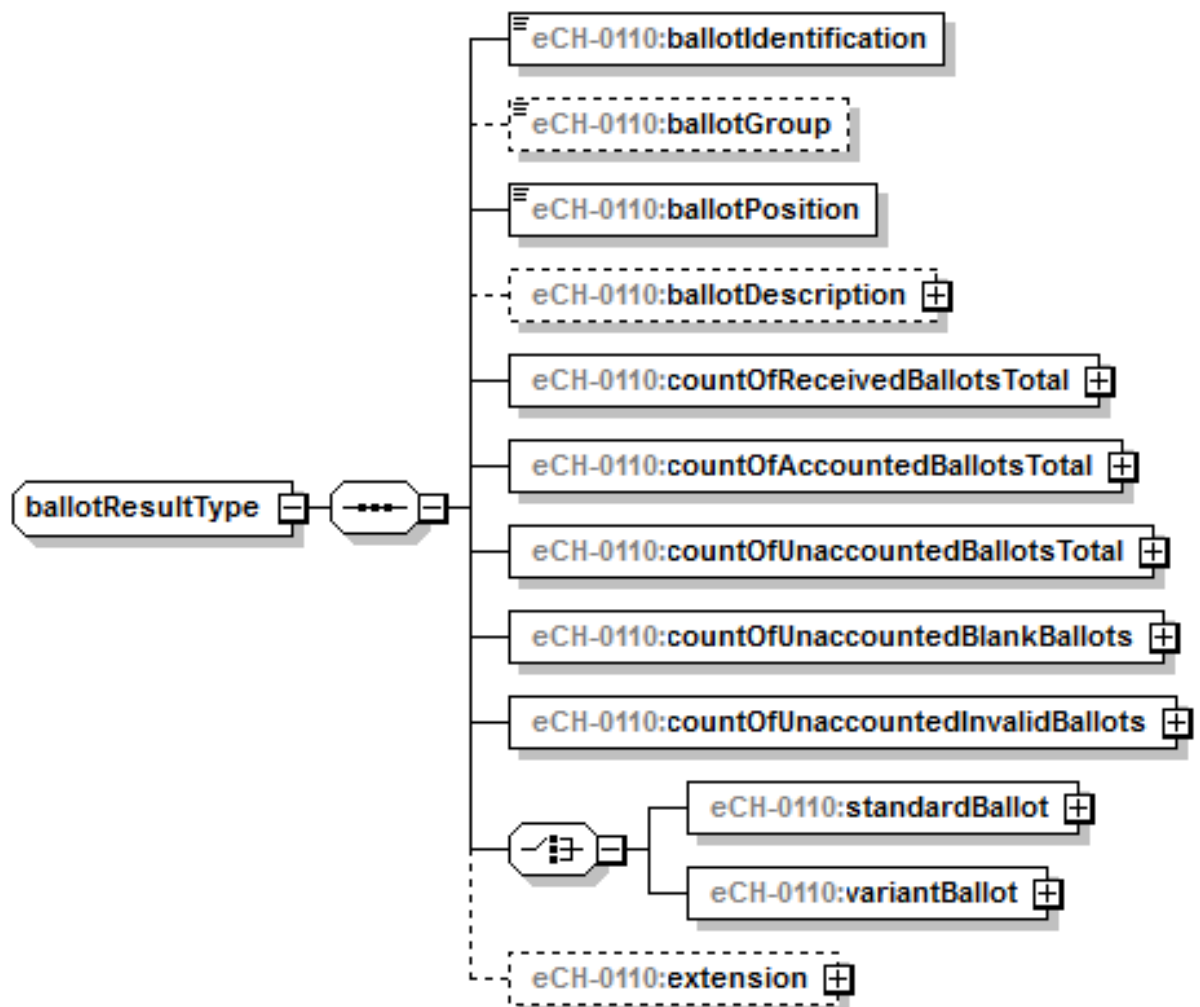 eCH-0110:ballotIdentification
eCH-0110:ballotGroup
eCH-0110:ballotPosition
eCH-0110:ballotDescription
eCH-0110:countOfReceivedBallotsTotal
eCH-0110:countOfAccountedBallotsTotal
ballotResultType
eCH-0110:countOfUnaccountedBallotsTotal
eCH-0110:countOfUnaccountedBlankBallots
eCH-0110:countOfUnaccountedInvalidBallots
eCH-0110:standardBallot
eCH-0110:variantBallot
eCH-0110:extension